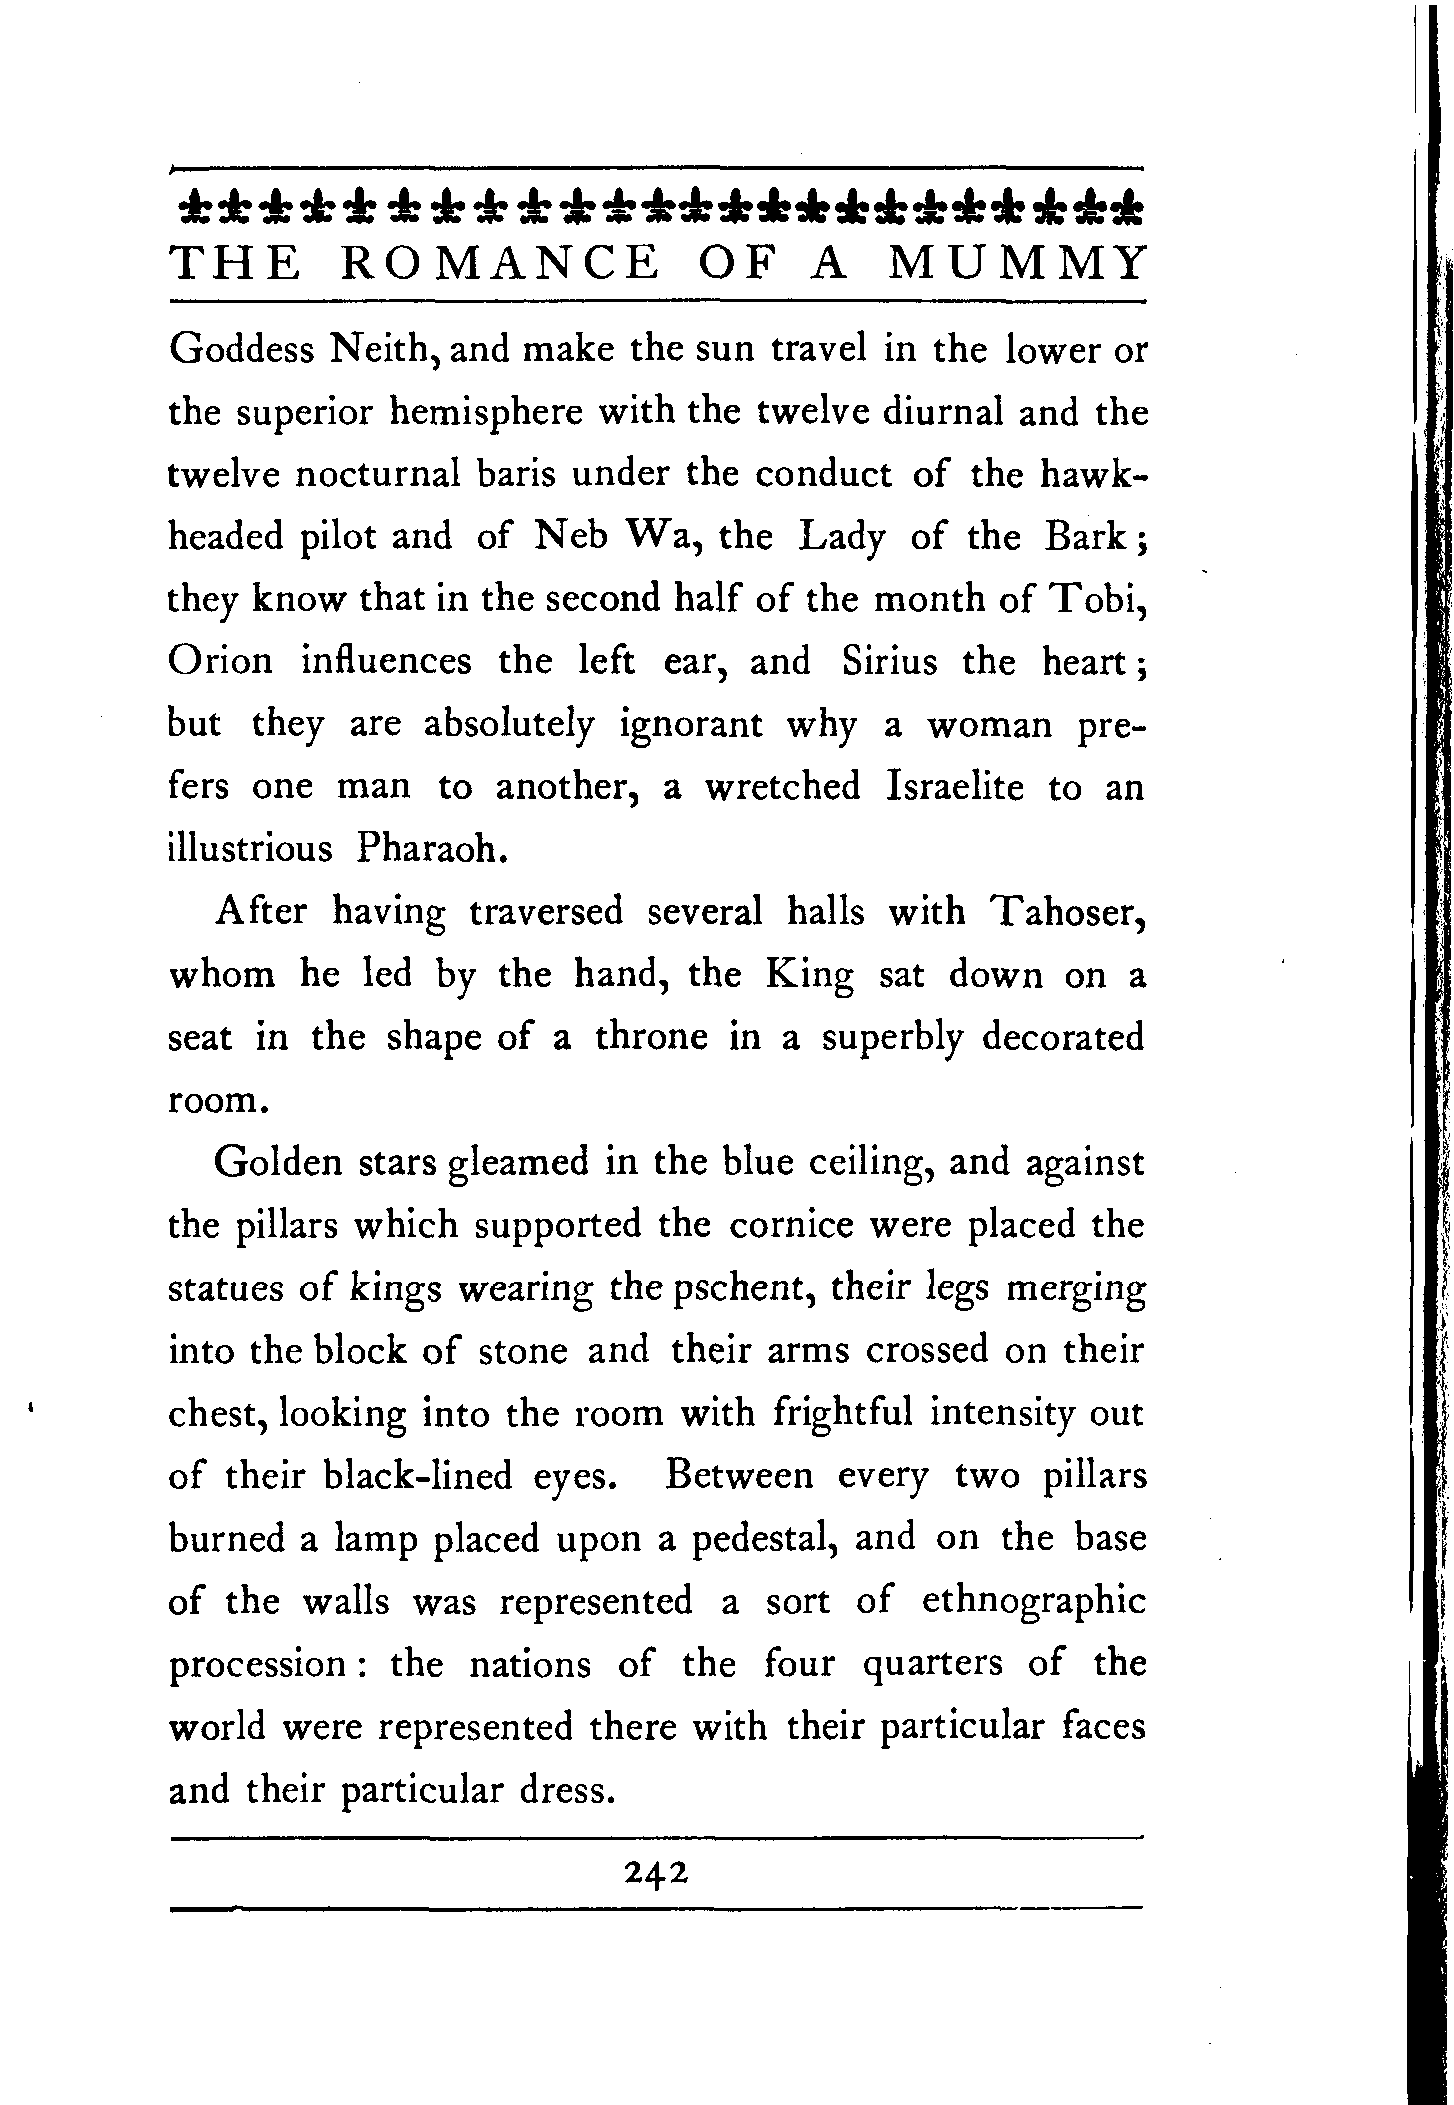 THE ROMANCE OF A MUMMY
Goddess Neith, and make the sun travel in the lower or
the superior hemisphere with the twelve diurnal and the
twelve nocturnal baris under the conduct of the hawk-
headed pilot and of Neb Wa, the Lady of the Bark;
they know that in the second half of the month of Tobi,
Orion influences the left ear, and Sirius the heart;
but they are absolutely ignorant why a woman pre-
fers one man to another, a wretched Israelite to an
illustrious Pharaoh.
After having traversed several halls with Tahoser,
whom he led by the hand, the King sat down on a
seat in the shape of a throne in a superbly decorated
room.
Golden stars gleamed in the blue ceiling, and against
the pillars which supported the cornice were placed the
statues of kings wearing the pschent, their legs merging
into the block of stone and their arms crossed on their
chest, looking into the room with frightful intensity out
of their black-lined eyes. Between every two pillars
burned a lamp placed upon a pedestal, and on the base
of the walls was represented a sort of ethnographic
procession: the nations of the four quarters of the
world were represented there with their particular faces
and their particular dress.
242